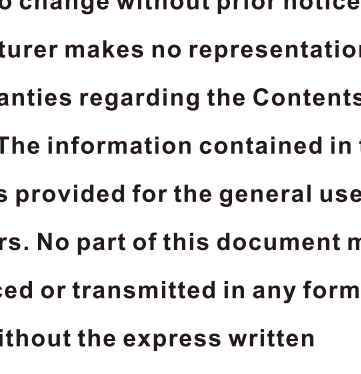 o change without prior notice
turer makes no representation
anties regarding the Contents
The information contained in
s provided for the general use
rs. No part of this document m
ced or transmitted in any form
ithout the express written